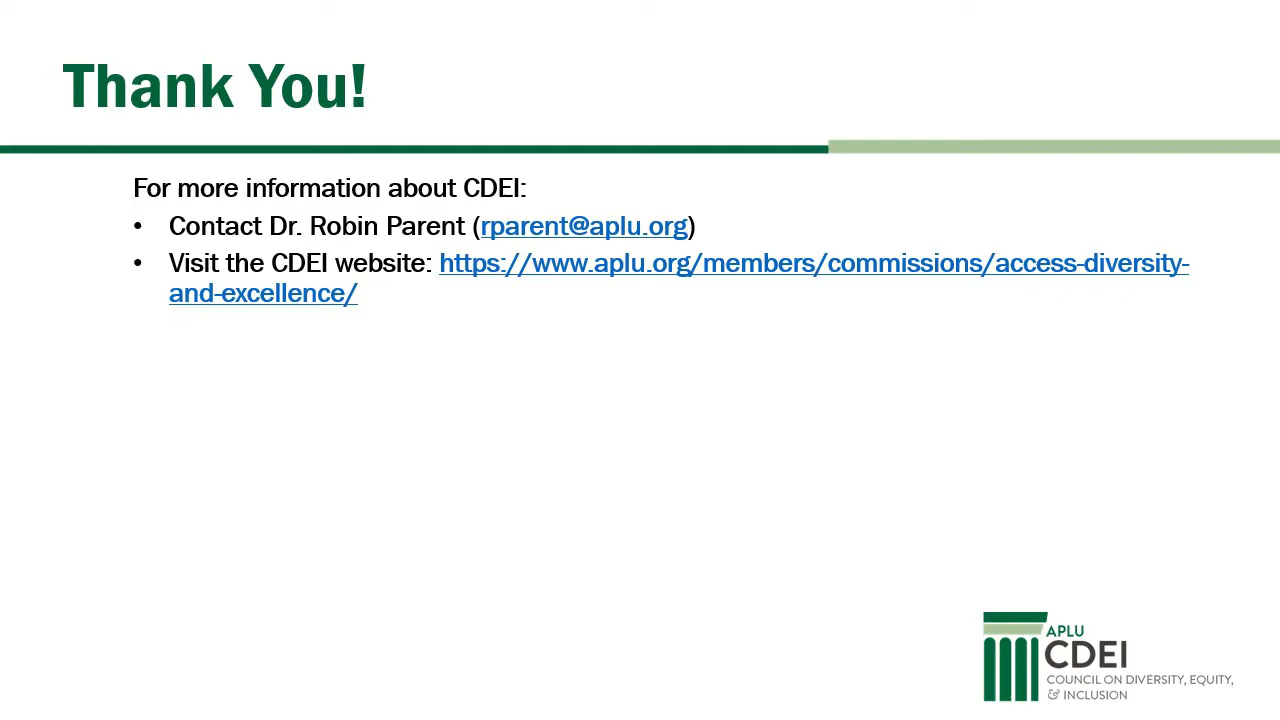 Thank You!
For more information about CDEI:
• Contact Dr. Robin Parent (rparent@aplu.org)
• Visit the CDEI website: https://www.aplu.org/members/commissions/access-diversity-
and-excellence/
APLU
CDEI
COUNCIL ON DIVERSITY, EQUITY,
& INCLUSION